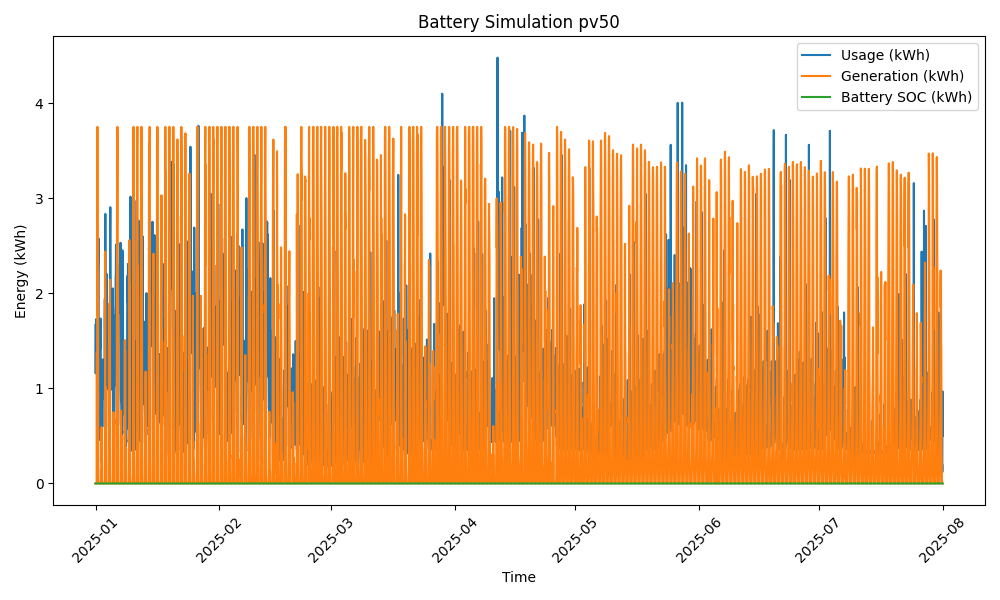 Battery Simulation pv50
Usage (kWh)
Generation (kWh)
Battery SOC (kWh)
Energy (kWh)
4
3
2
1
0
2025-01
2025-02
2025-03
2025-04
2025-05
2025-06
2025-07
2025-08
Time